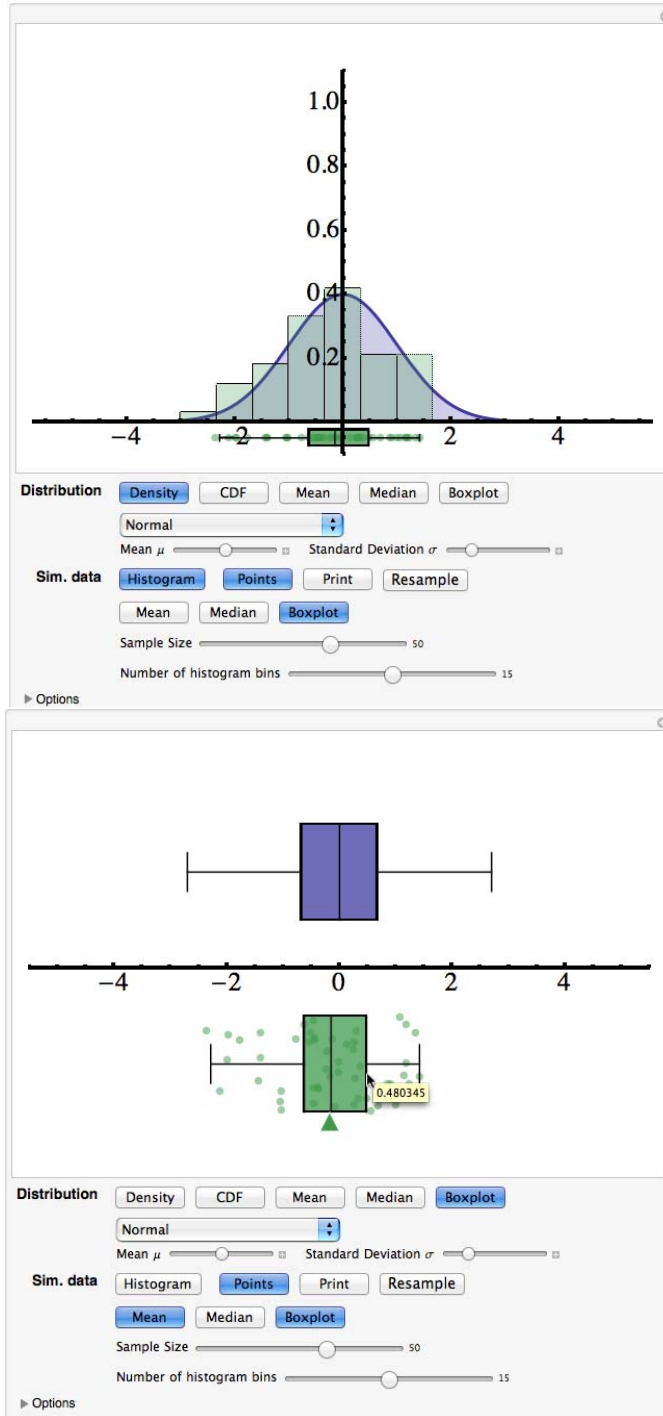 1.0
0.8
0.6
0.4
0.2
−4 −2 0 2 4
Distribution Density CDF Mean Median Boxplot
Normal
Mean μ Standard Deviation σ
Sim. data Histogram Points Print Resample
Mean Median Boxplot
Sample Size 50
Number of histogram bins 15
Options
−4 −2 0 2 4
0.480345
Distribution Density CDF Mean Median Boxplot
Normal
Mean μ Standard Deviation σ
Sim. data Histogram Points Print Resample
Mean Median Boxplot
Sample Size 50
Number of histogram bins 15
Options